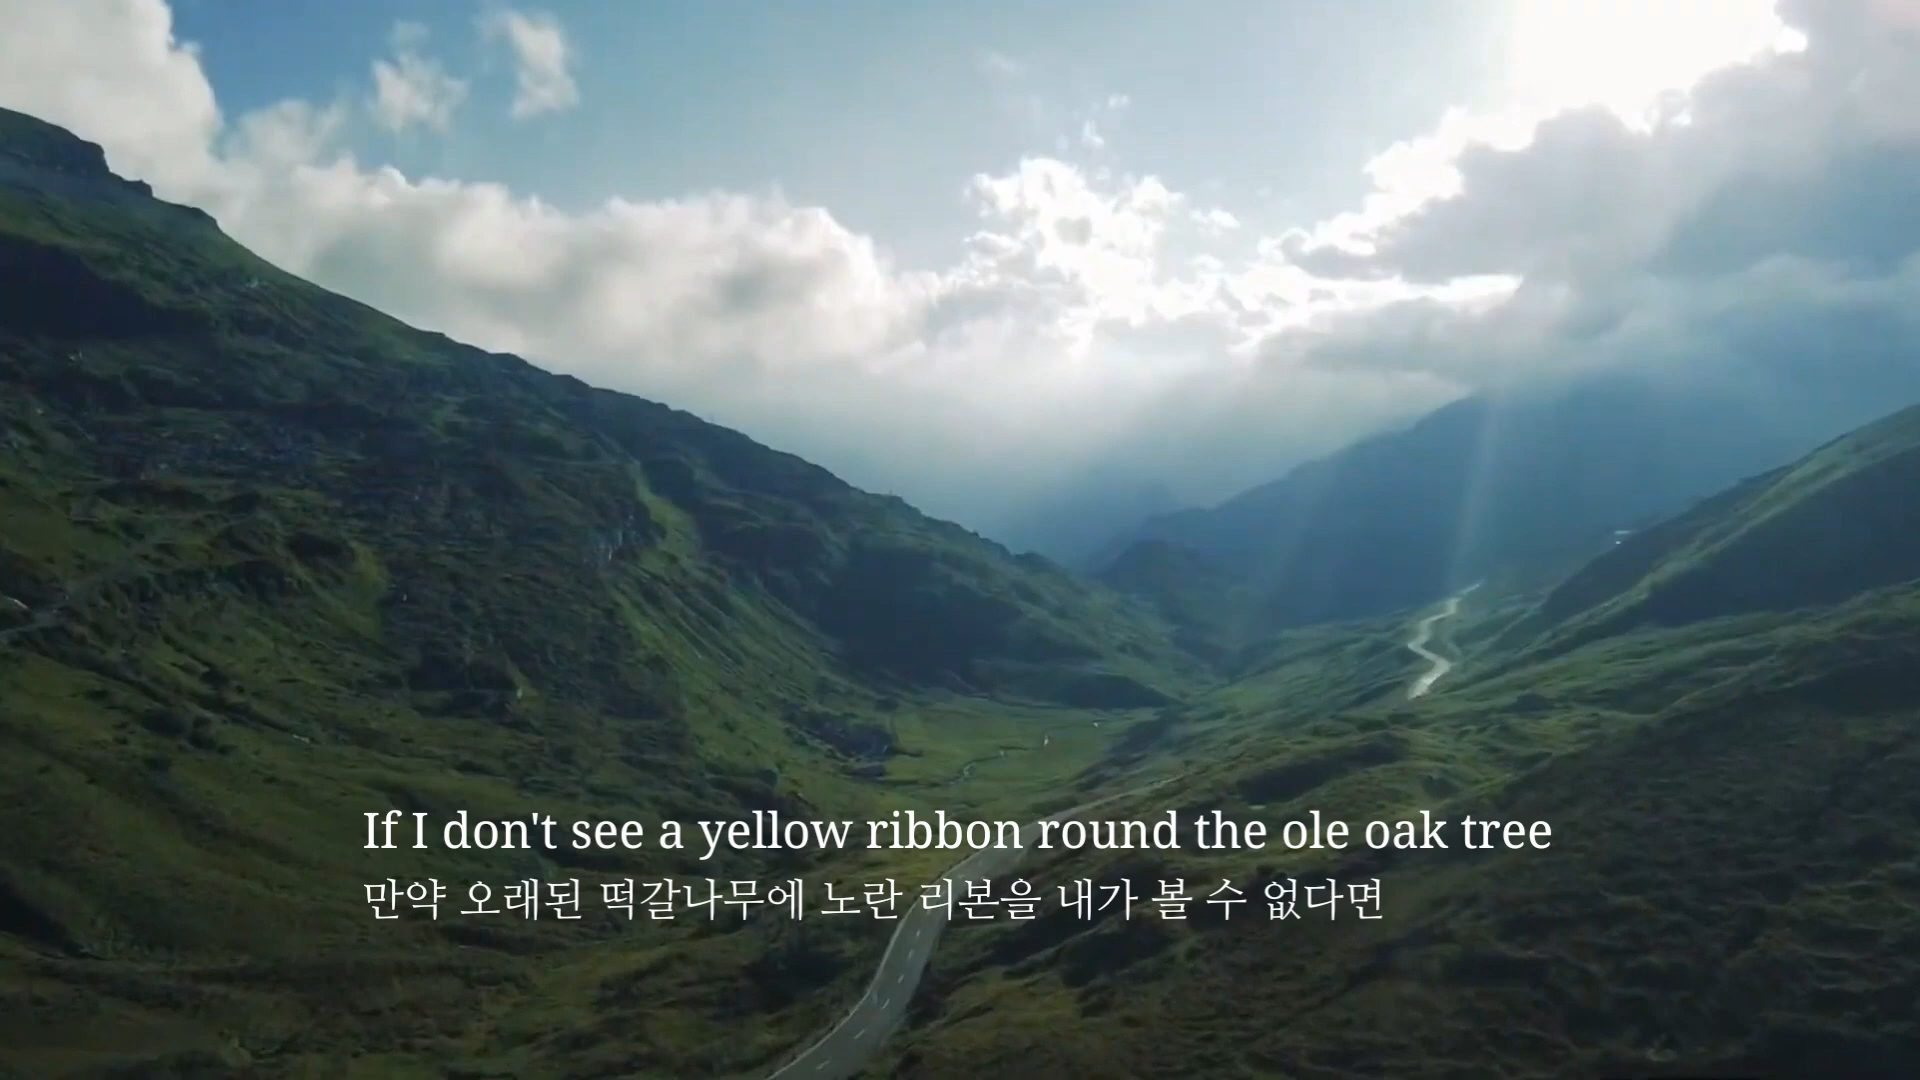 If I don't see a yellow ribbon round the ole oak tree
만약 오래된 떡갈나무에 노란 리본을 내가 볼 수 없다면